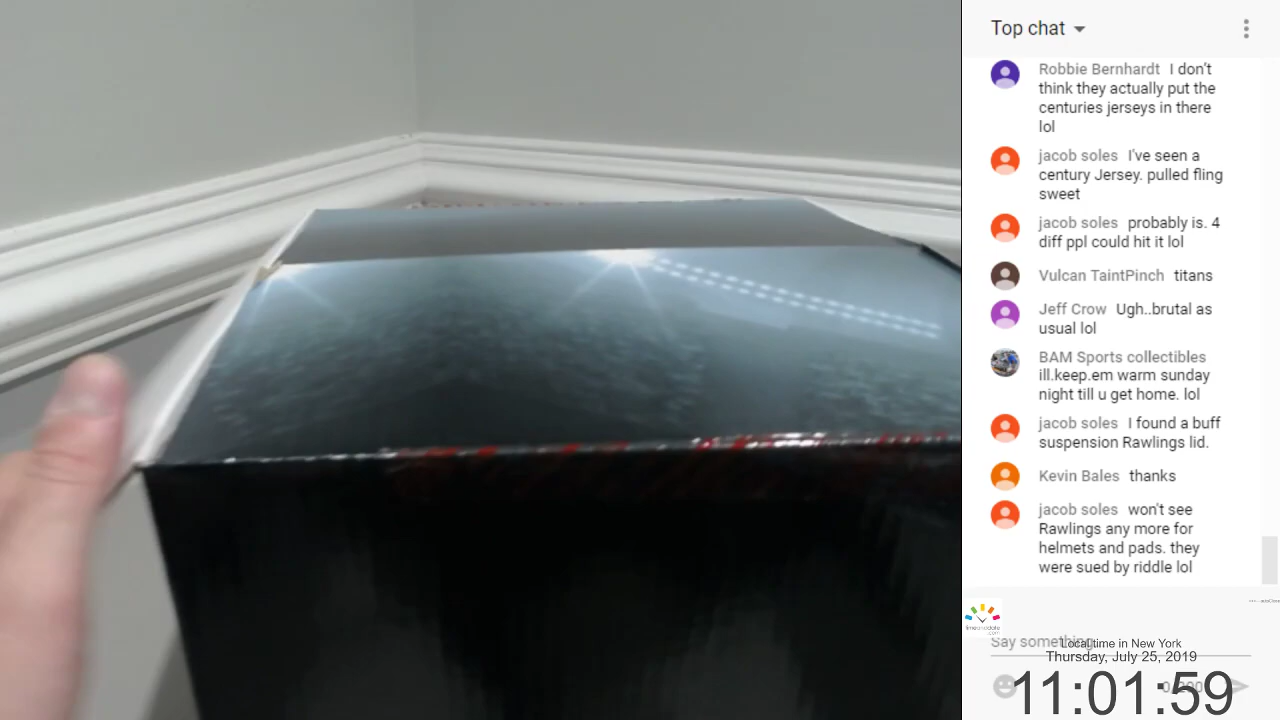 Top chat
Robbie Bernhardt I don't
think they actually put the
centuries jerseys in there
lol
jacob soles I've seen a
century Jersey. pulled fling
sweet
jacob soles probably is. 4
diff ppl could hit it lol
Vulcan TaintPinch titans
Jeff Crow Ugh..brutal as
usual lol
BAM Sports collectibles
ill.keep.em warm sunday
night till u get home. lol
jacob soles I found a buff
suspension Rawlings lid.
Kevin Bales thanks
jacob soles won't see
Rawlings any more for
helmets and pads. they
were sued by riddle lol
Say something
Local time in New York
Thursday, July 25, 2019
11:01:59